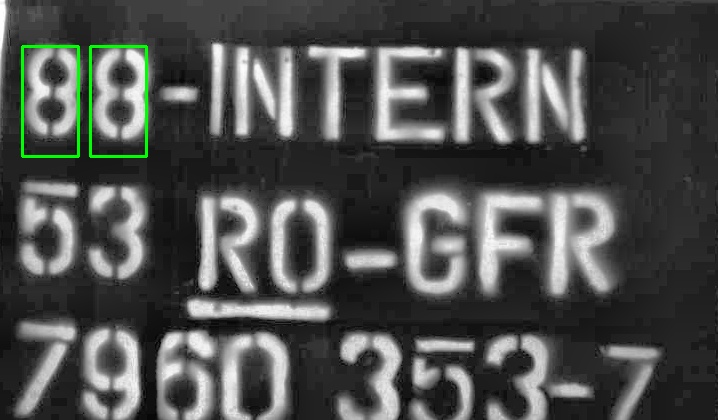 88-INTERN
53 RO-GFR
7960 353-7